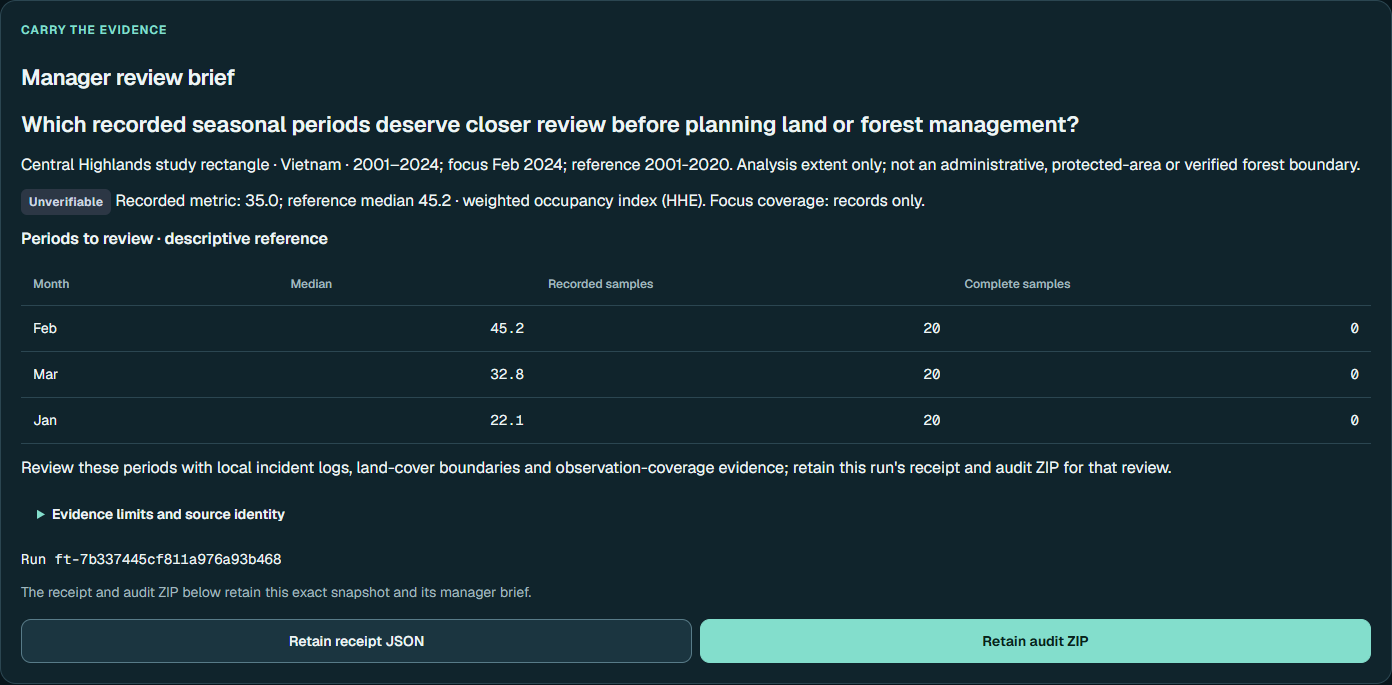 CARRY THE EVIDENCE
Manager review brief
Which recorded seasonal periods deserve closer review before planning land or forest management?
Central Highlands study rectangle · Vietnam · 2001–2024; focus Feb 2024; reference 2001-2020. Analysis extent only; not an administrative, protected-area or verified forest boundary.
Unverifiable Recorded metric: 35.0; reference median 45.2 · weighted occupancy index (HHE). Focus coverage: records only.
Periods to review · descriptive reference
Month Median Recorded samples Complete samples
Feb 45.2 20 0
Mar 32.8 20 0
Jan 22.1 20 0
Review these periods with local incident logs, land-cover boundaries and observation-coverage evidence; retain this run's receipt and audit ZIP for that review.
▶ Evidence limits and source identity
Run ft-7b337445cf811a976a93b468
The receipt and audit ZIP below retain this exact snapshot and its manager brief.
Retain receipt JSON Retain audit ZIP